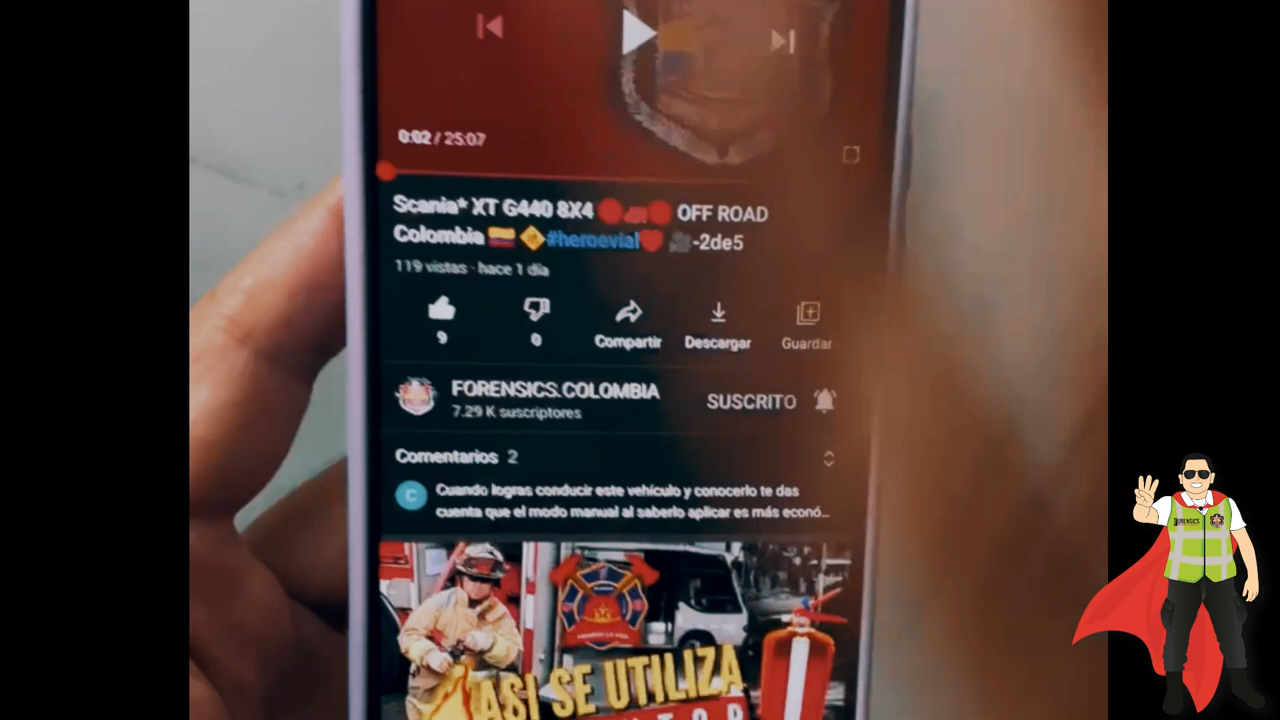 0:02 / 25:07
Scania* XT G440 8X4 🔴🚛🔴 OFF ROAD
Colombia 🇨🇴 🚸#heroevial❤️ 🎥-2de5
119 vistas · hace 1 día
9 0 Compartir Descargar Guardar
FORENSICS.COLOMBIA
7.29 K suscriptores
SUSCRITO
Comentarios 2
C
Cuando logras conducir este vehículo y conocerlo te das
cuenta que el modo manual al saberlo aplicar es más econó...
ASI SE UTILIZA
FORENSICS